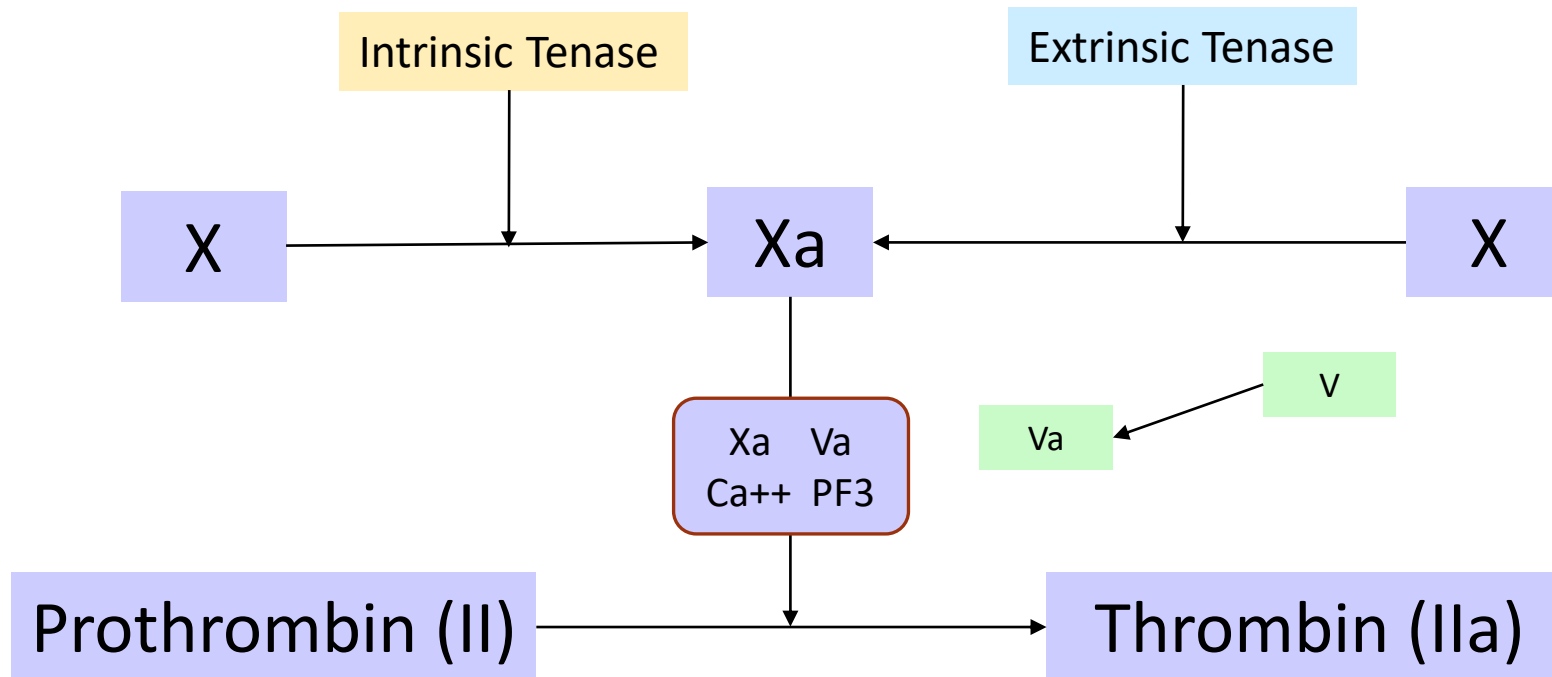 Intrinsic Tenase
Extrinsic Tenase
X
Xa
X
V
Va
Xa Va
Ca++ PF3
Prothrombin (II)
Thrombin (IIa)